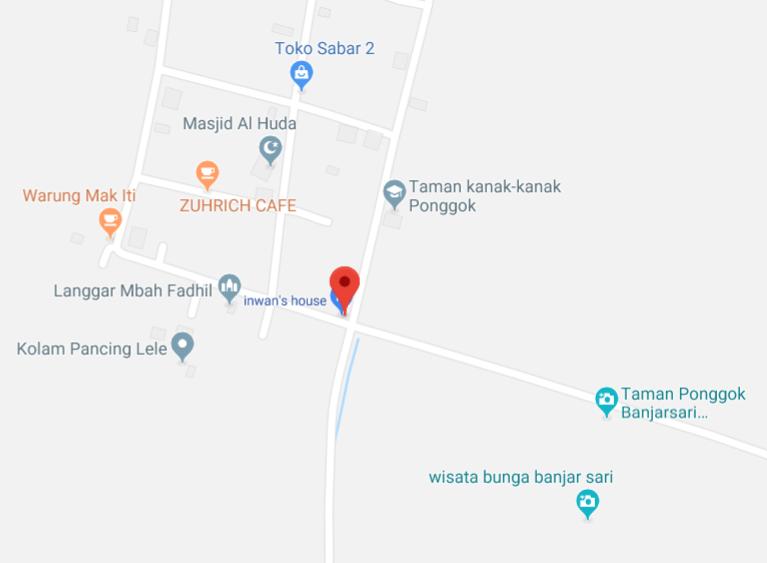 Toko Sabar 2
Masjid Al Huda
Taman kanak-kanak
Ponggok
Warung Mak Iti
ZUHRICH CAFE
Langgar Mbah Fadhil
inwan's house
Kolam Pancing Lele
Taman Ponggok
Banjarsari...
wisata bunga banjar sari